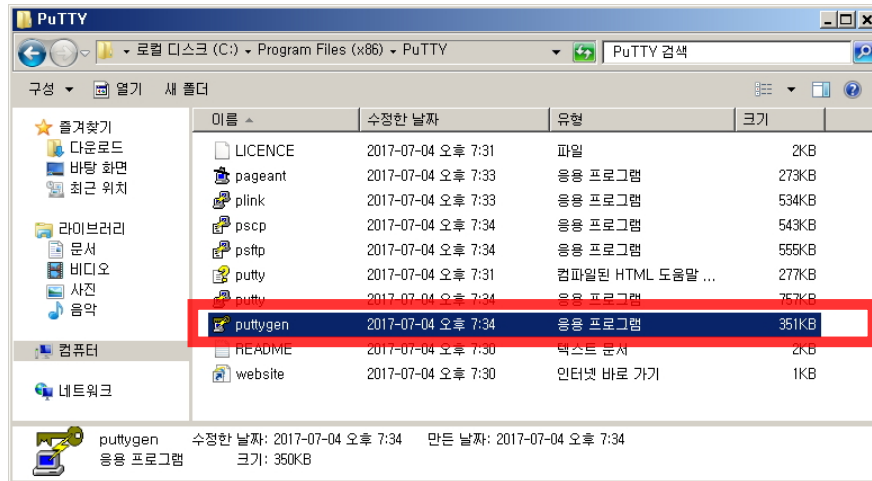 PuTTY
로컬 디스크 (C:) Program Files (x86) PuTTY
PuTTY 검색
구성 열기 새 폴더
즐겨찾기
다운로드
바탕 화면
최근 위치
라이브러리
문서
비디오
사진
음악
컴퓨터
네트워크
이름 수정한 날짜 유형 크기
LICENCE 2017-07-04 오후 7:31 파일 2KB
pageant 2017-07-04 오후 7:33 응용 프로그램 273KB
plink 2017-07-04 오후 7:33 응용 프로그램 534KB
pscp 2017-07-04 오후 7:34 응용 프로그램 543KB
psftp 2017-07-04 오후 7:34 응용 프로그램 555KB
putty 2017-07-04 오후 7:31 컴파일된 HTML 도움말 ... 277KB
putty 2017-07-04 오후 7:34 응용 프로그램 757KB
puttygen 2017-07-04 오후 7:34 응용 프로그램 351KB
README 2017-07-04 오후 7:30 텍스트 문서 2KB
website 2017-07-04 오후 7:30 인터넷 바로 가기 1KB
puttygen 수정한 날짜: 2017-07-04 오후 7:34 만든 날짜: 2017-07-04 오후 7:34
응용 프로그램 크기: 350KB